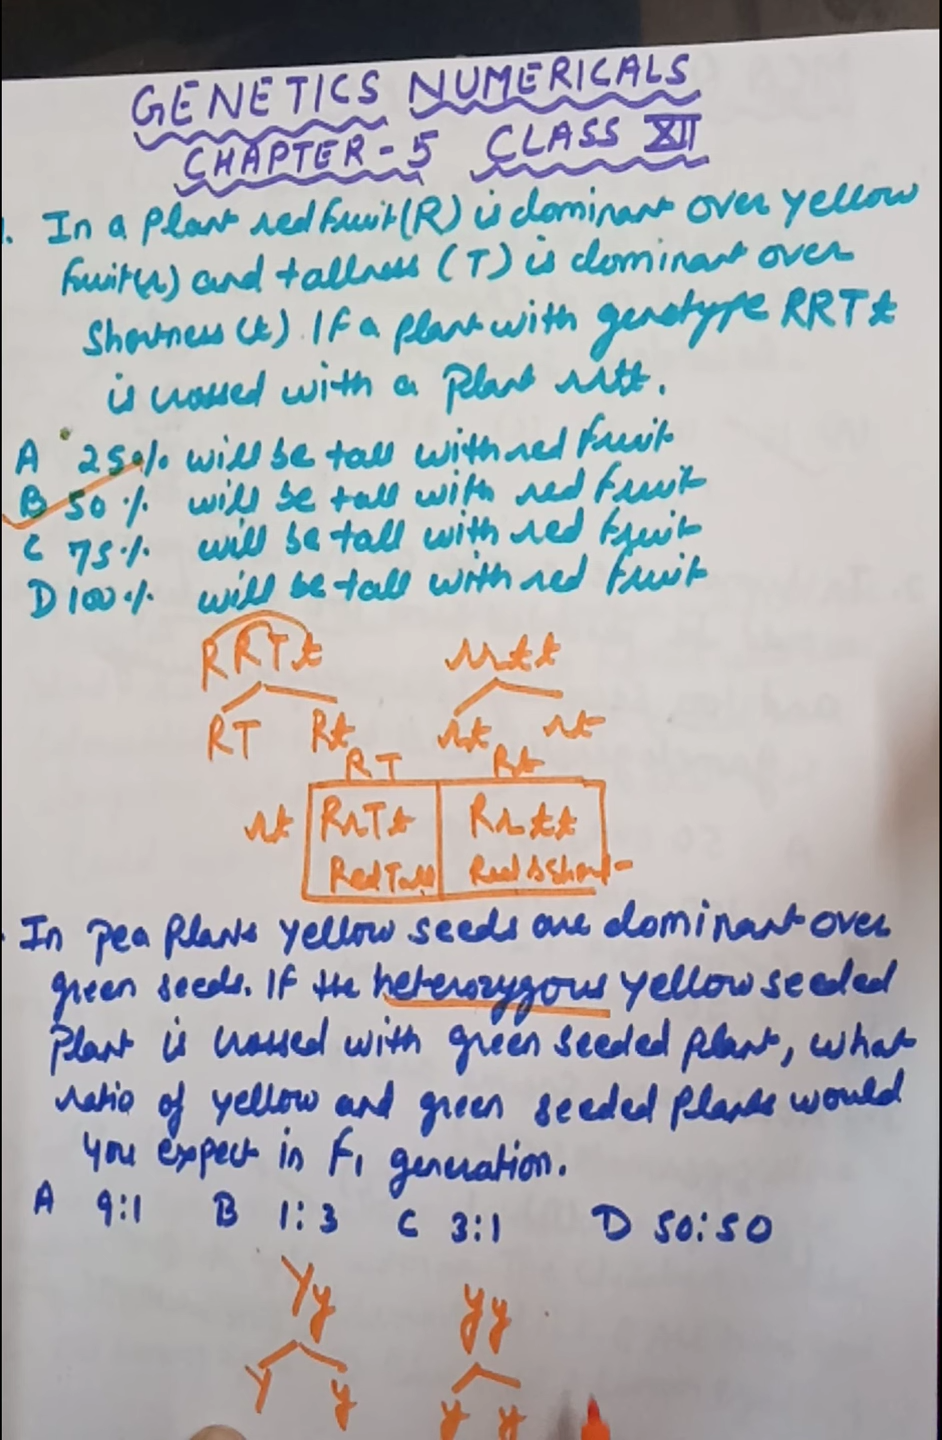 GENETICS NUMERICALS
CHAPTER-5 CLASS XII
1. In a plant red fruit(R) is dominant over yellow
fruit(r) and tallness (T) is dominant over
Shortness (t). If a plant with genotype RRTt
is crossed with a plant rrtt.
A 25% will be tall with red fruit
B 50% will be tall with red fruit
C 75% will be tall with red fruit
D 100% will be tall with red fruit
RRTt rrtt
RT Rt rt rt
RT Rt
rt RrTt Rrtt
Red Tall Red & Short
In pea plants yellow seeds are dominant over
green seeds. If the heterozygous yellow seeded
plant is crossed with green seeded plant, what
ratio of yellow and green seeded plants would
you expect in F1 generation.
A 9:1 B 1:3 C 3:1 D 50:50
Yy yy
Y y y y